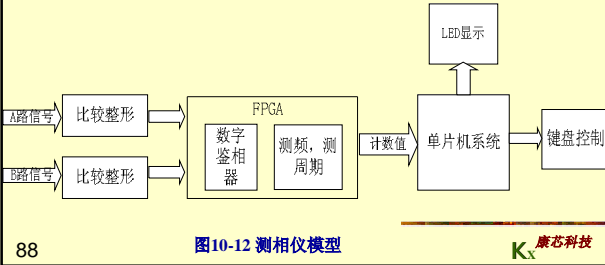 LED显示
FPGA
A路信号
比较整形
数字
鉴相
器
测频，测
周期
计数值
单片机系统
键盘控制
B路信号
比较整形
图10-12 测相仪模型
88
KX康芯科技